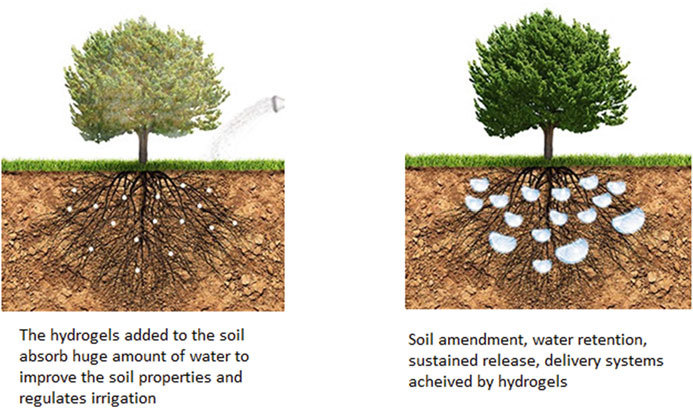 The hydrogels added to the soil
absorb huge amount of water to
improve the soil properties and
regulates irrigation
Soil amendment, water retention,
sustained release, delivery systems
acheived by hydrogels